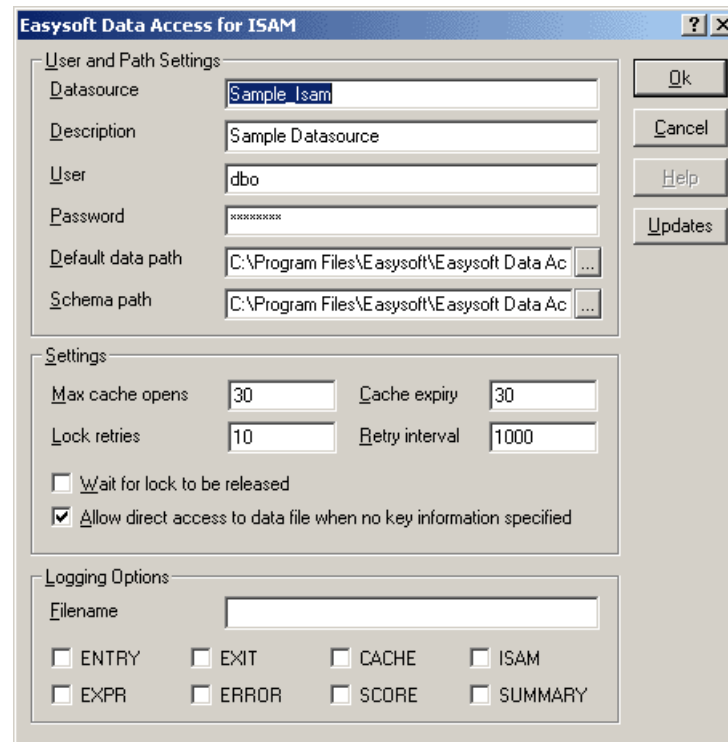 Easysoft Data Access for ISAM ? X
User and Path Settings
Datasource Sample_Isam
Description Sample Datasource
User dbo
Password ********
Default data path C:\Program Files\Easysoft\Easysoft Data Ac ...
Schema path C:\Program Files\Easysoft\Easysoft Data Ac ...
Ok
Cancel
Help
Updates
Settings
Max cache opens 30 Cache expiry 30
Lock retries 10 Retry interval 1000
Wait for lock to be released
Allow direct access to data file when no key information specified
Logging Options
Filename
ENTRY EXIT CACHE ISAM
EXPR ERROR SCORE SUMMARY